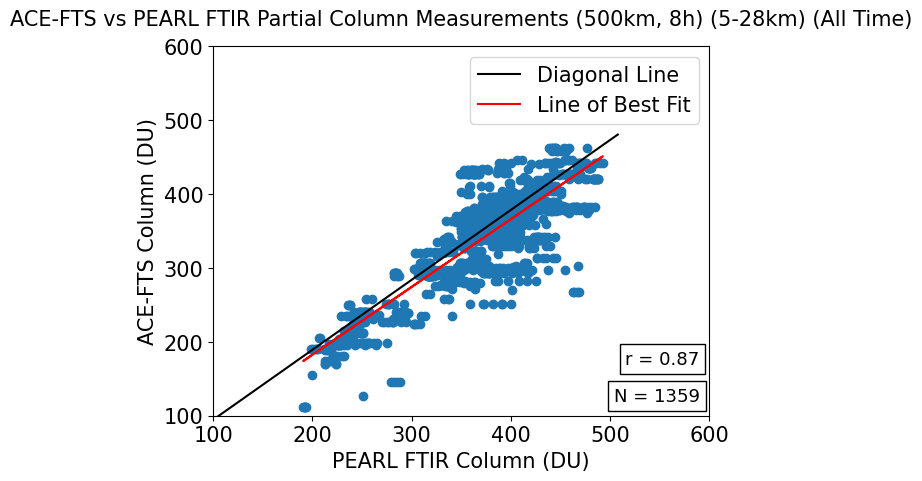 ACE-FTS vs PEARL FTIR Partial Column Measurements (500km, 8h) (5-28km) (All Time)
600
500
400
300
200
100
ACE-FTS Column (DU)
Diagonal Line
Line of Best Fit
r = 0.87
N = 1359
100 200 300 400 500 600
PEARL FTIR Column (DU)